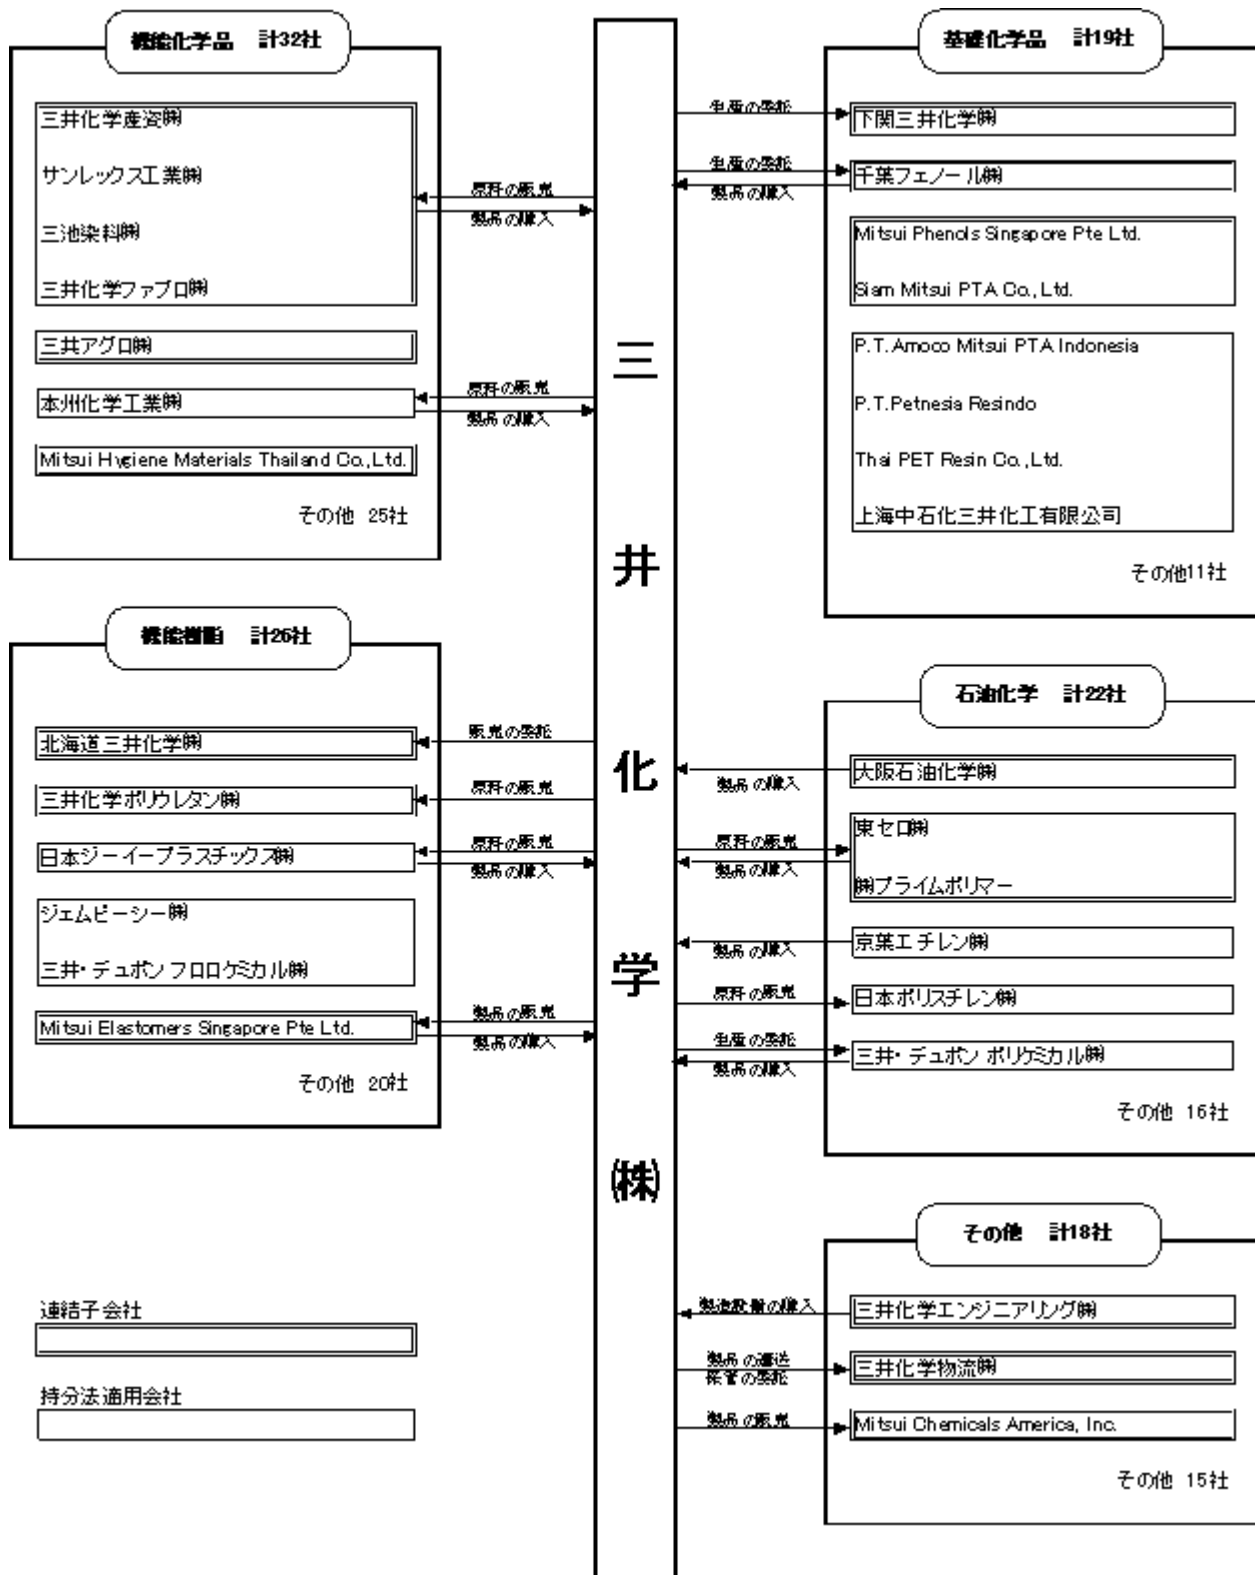 機能化学品 計32社
三井化学産資㈱
サンレックス工業㈱
三池染料㈱
三井化学ファブロ㈱
原料の販売
製品の購入
三共アグロ㈱
本州化学工業㈱
原料の販売
製品の購入
Mitsui Hygiene Materials Thailand Co.,Ltd.
その他 25社
機能樹脂 計26社
北海道三井化学㈱
販売の委託
三井化学ポリウレタン㈱
原料の販売
日本ジーイープラスチックス㈱
原料の販売
製品の購入
ジェムピーシー㈱
三井・デュポン フロロケミカル㈱
Mitsui Elastomers Singapore Pte Ltd.
製品の販売
製品の購入
その他 20社
連結子会社
持分法適用会社
三井化学㈱
基礎化学品 計19社
生産の委託
下関三井化学㈱
生産の委託
製品の購入
千葉フェノール㈱
Mitsui Phenols Singapore Pte Ltd.
Siam Mitsui PTA Co., Ltd.
P.T.Amoco Mitsui PTA Indonesia
P.T.Petnesia Resindo
Thai PET Resin Co.,Ltd.
上海中石化三井化工有限公司
その他11社
石油化学 計22社
製品の購入
大阪石油化学㈱
原料の販売
製品の購入
東セロ㈱
㈱プライムポリマー
製品の購入
京葉エチレン㈱
原料の販売
日本ポリスチレン㈱
生産の委託
製品の購入
三井・デュポン ポリケミカル㈱
その他 16社
その他 計18社
製造設備の購入
三井化学エンジニアリング㈱
製品の運送
保管の委託
三井化学物流㈱
製品の販売
Mitsui Chemicals America, Inc.
その他 15社